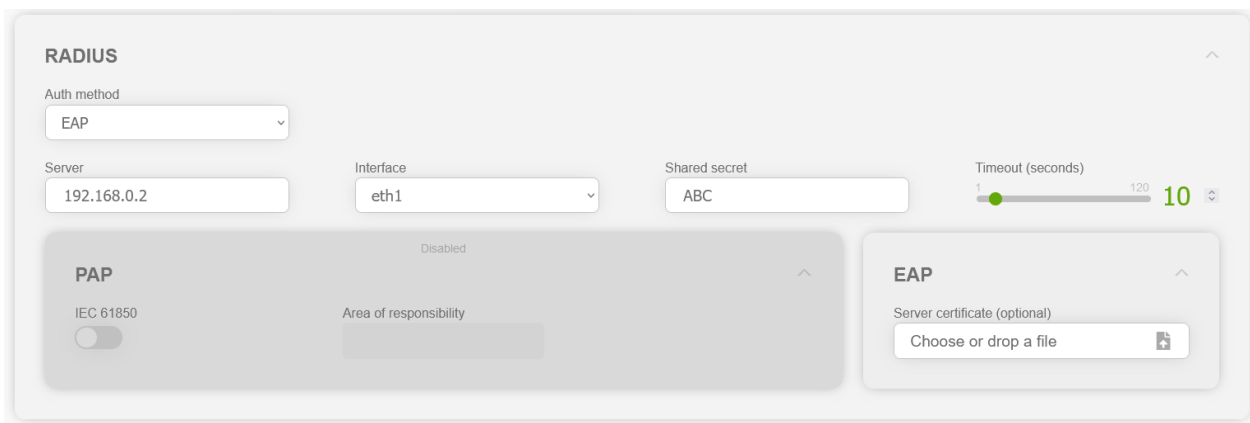 RADIUS
Auth method
EAP
Server
Interface
Shared secret
Timeout (seconds)
192.168.0.2
eth1
ABC
1
120
10
Disabled
PAP
IEC 61850
Area of responsibility
EAP
Server certificate (optional)
Choose or drop a file